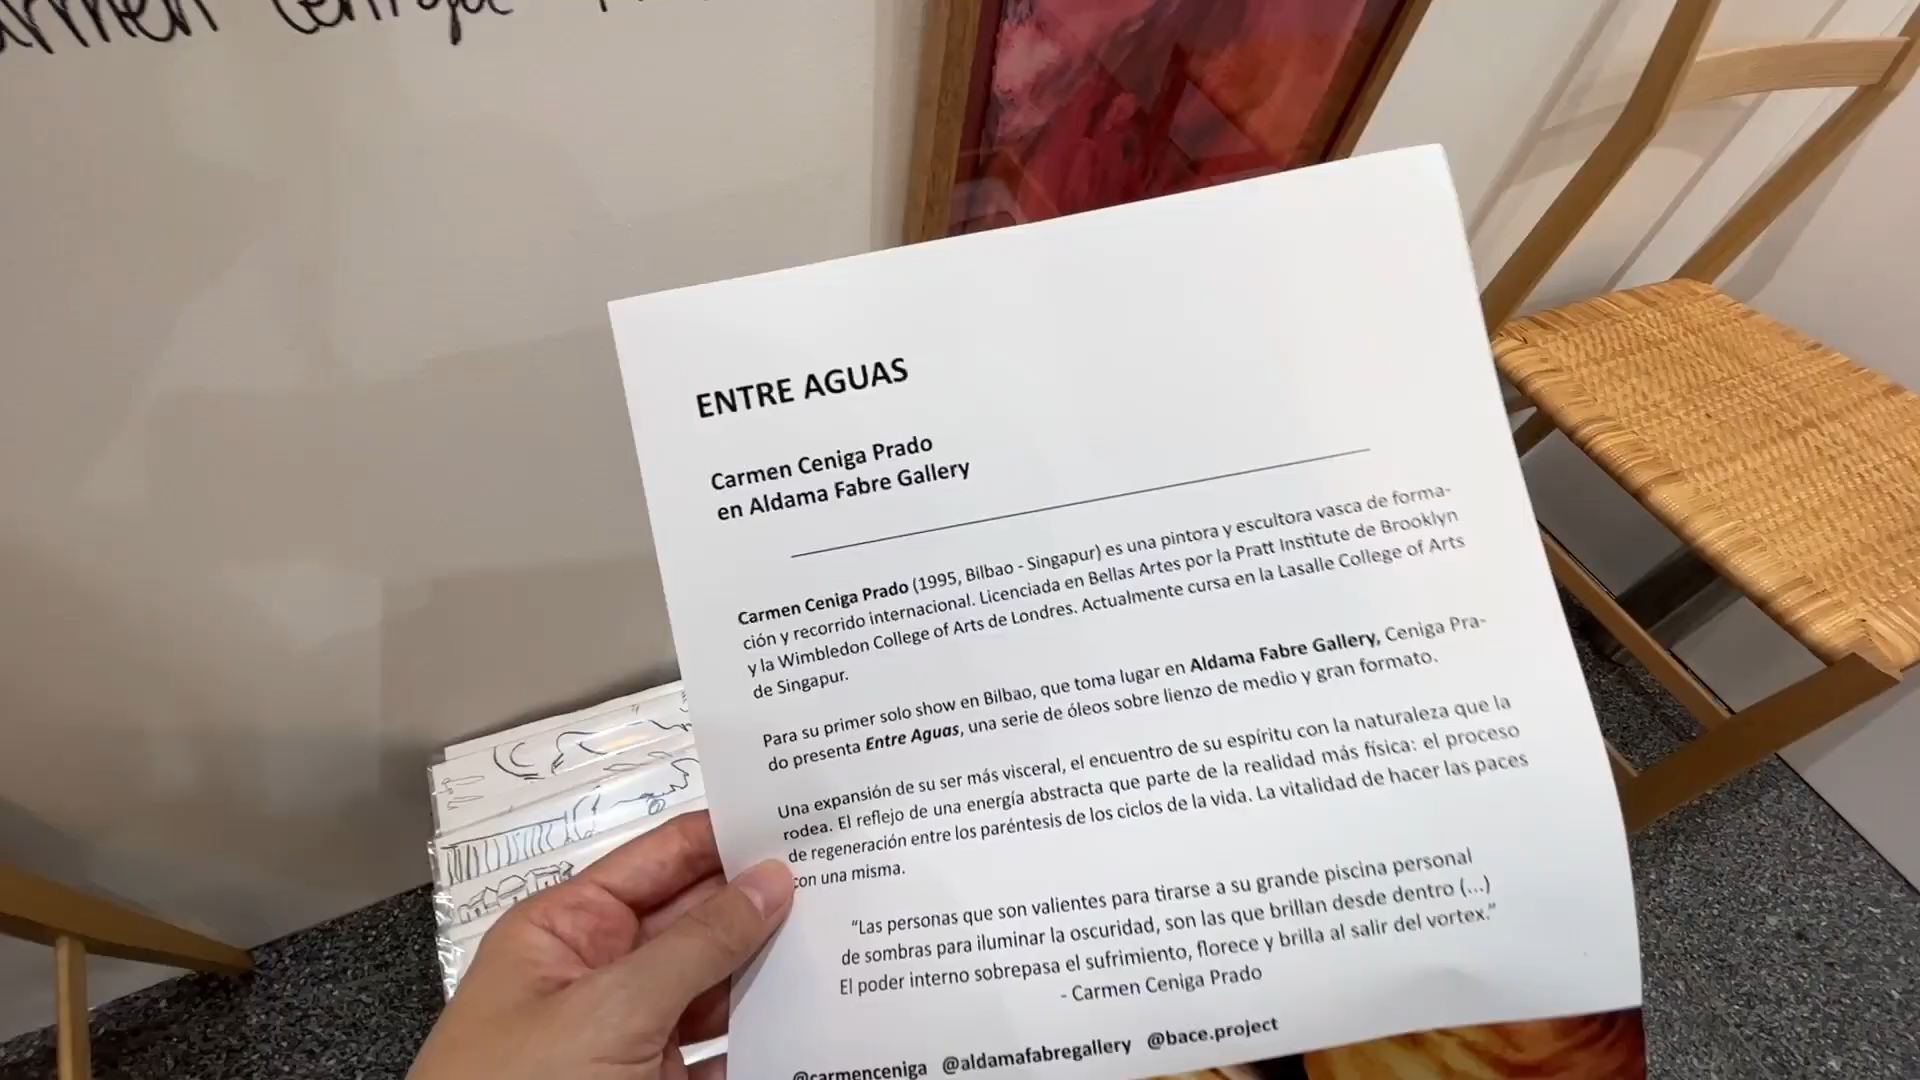 Carmen Ceniga
ENTRE AGUAS
Carmen Ceniga Prado
en Aldama Fabre Gallery
Carmen Ceniga Prado (1995, Bilbao - Singapur) es una pintora y escultora vasca de forma-
ción y recorrido internacional. Licenciada en Bellas Artes por la Pratt Institute de Brooklyn
y la Wimbledon College of Arts de Londres. Actualmente cursa en la Lasalle College of Arts
de Singapur.
Para su primer solo show en Bilbao, que toma lugar en Aldama Fabre Gallery, Ceniga Pra-
do presenta Entre Aguas, una serie de óleos sobre lienzo de medio y gran formato.
Una expansión de su ser más visceral, el encuentro de su espíritu con la naturaleza que la
rodea. El reflejo de una energía abstracta que parte de la realidad más física: el proceso
de regeneración entre los paréntesis de los ciclos de la vida. La vitalidad de hacer las paces
con una misma.
“Las personas que son valientes para tirarse a su grande piscina personal
de sombras para iluminar la oscuridad, son las que brillan desde dentro (...)
El poder interno sobrepasa el sufrimiento, florece y brilla al salir del vortex.”
- Carmen Ceniga Prado
@carmenceniga @aldamafabregallery @bace.project